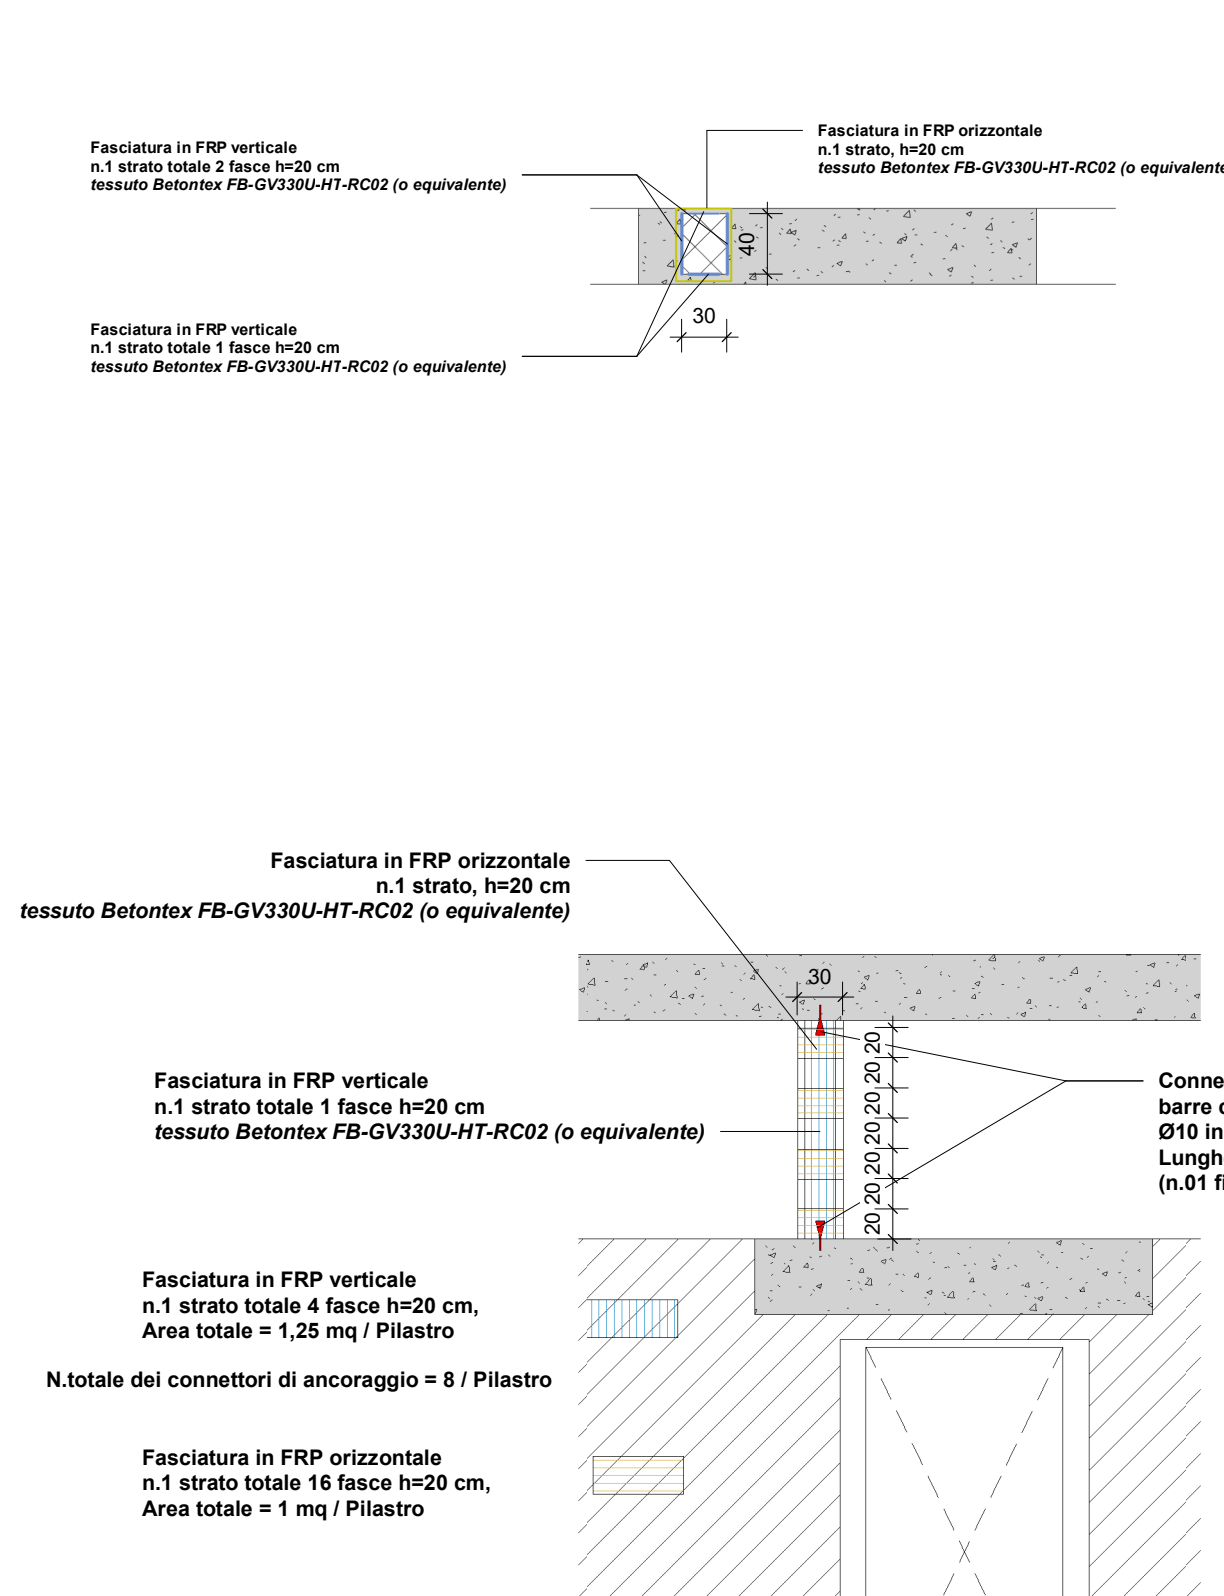 Fasciatura in FRP verticale
n.1 strato totale 2 fasce h=20 cm
tessuto Betontex FB-GV330U-HT-RC02 (o equivalente)
Fasciatura in FRP orizzontale
n.1 strato, h=20 cm
tessuto Betontex FB-GV330U-HT-RC02 (o equivalente
40
30
Fasciatura in FRP verticale
n.1 strato totale 1 fasce h=20 cm
tessuto Betontex FB-GV330U-HT-RC02 (o equivalente)
Fasciatura in FRP orizzontale
n.1 strato, h=20 cm
tessuto Betontex FB-GV330U-HT-RC02 (o equivalente)
30
20
20
20
20
20
20
20
Fasciatura in FRP verticale
n.1 strato totale 1 fasce h=20 cm
tessuto Betontex FB-GV330U-HT-RC02 (o equivalente)
Conne
barre
Ø10 in
Lungh
(n.01 fi
Fasciatura in FRP verticale
n.1 strato totale 4 fasce h=20 cm,
Area totale = 1,25 mq / Pilastro
N.totale dei connettori di ancoraggio = 8 / Pilastro
Fasciatura in FRP orizzontale
n.1 strato totale 16 fasce h=20 cm,
Area totale = 1 mq / Pilastro